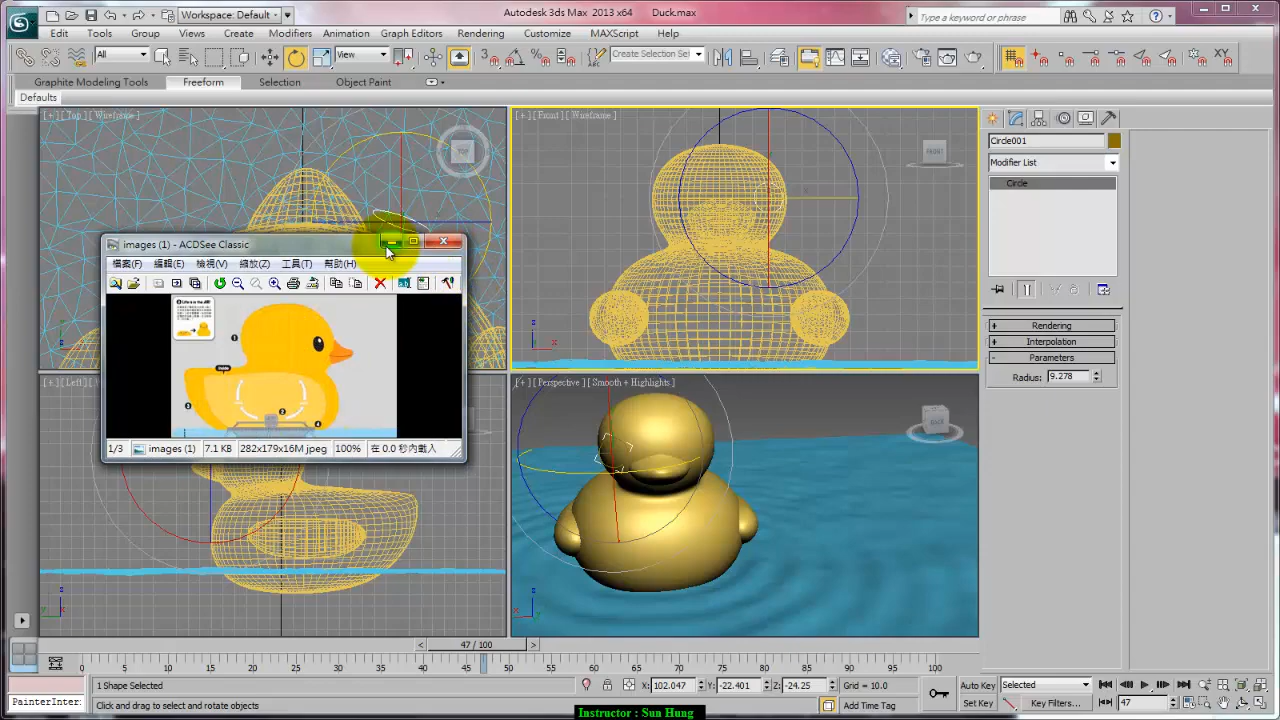 Workspace: Default
Autodesk 3ds Max 2013 x64 Duck.max
Type a keyword or phrase
Edit Tools Group Views Create Modifiers Animation Graph Editors Rendering Customize MAXScript Help
All
View
Create Selection Se
Graphite Modeling Tools Freeform Selection Object Paint
Defaults
[+] [Top] [Wireframe]
TOP
[+] [Front] [Wireframe]
FRONT
Circle001
Modifier List
Circle
images (1) - ACDSee Classic
檔案(F) 編輯(E) 檢視(V) 縮放(Z) 工具(T) 幫助(H)
1/3 images (1) 7.1 KB 282x179x16M jpeg 100% 在 0.0 秒內載入
+ Rendering
+ Interpolation
- Parameters
Radius: 9.278
[+] [Left]
[+] [Perspective] [Smooth + Highlights]
BACK
< 47 / 100 >
0 5 10 15 20 25 30 35 40 45 50 55 60 65 70 75 80 85 90 95 100
1 Shape Selected
X: 102.047 Y: -22.401 Z: -24.25 Grid = 10.0
Auto Key Selected
PainterInter:
Click and drag to select and rotate objects
Add Time Tag
Set Key Key Filters...
Instructor : Sun Hung